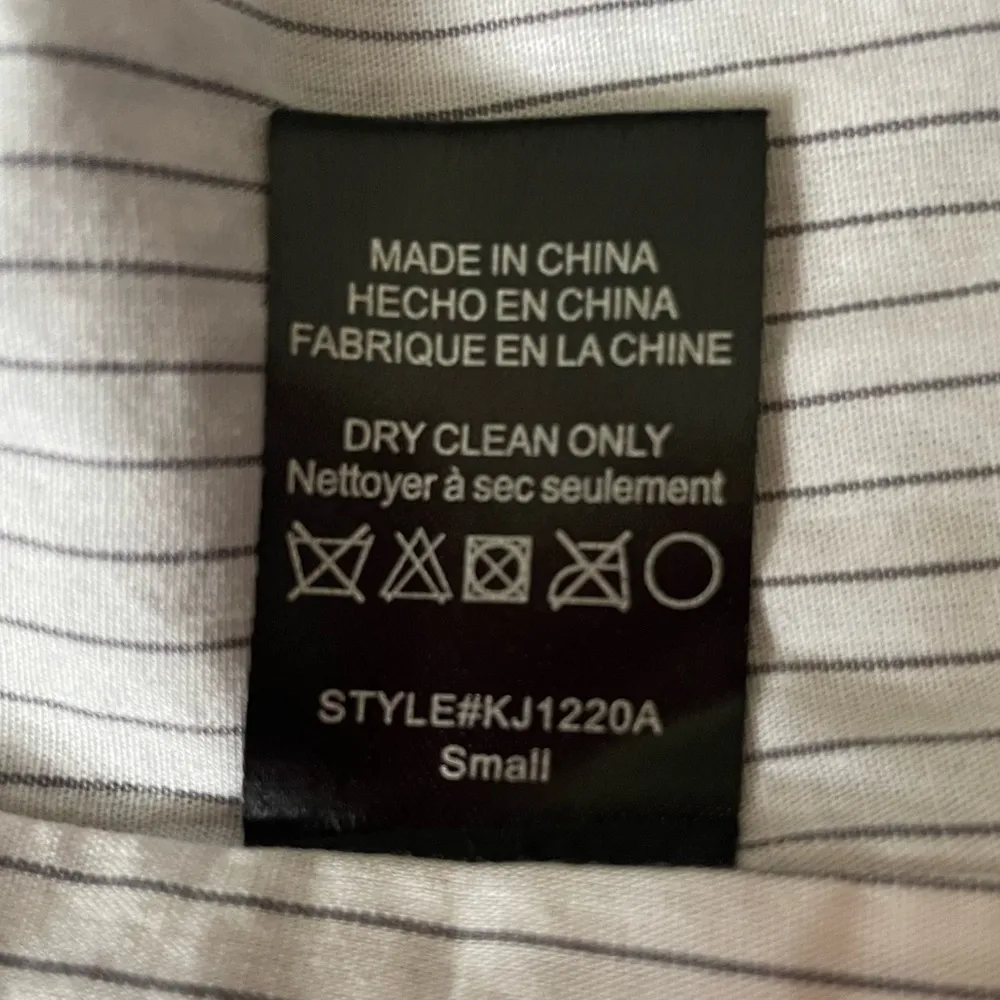 MADE IN CHINA
HECHO EN CHINA
FABRIQUE EN LA CHINE
DRY CLEAN ONLY
Nettoyer à sec seulement
STYLE#KJ1220A
Small